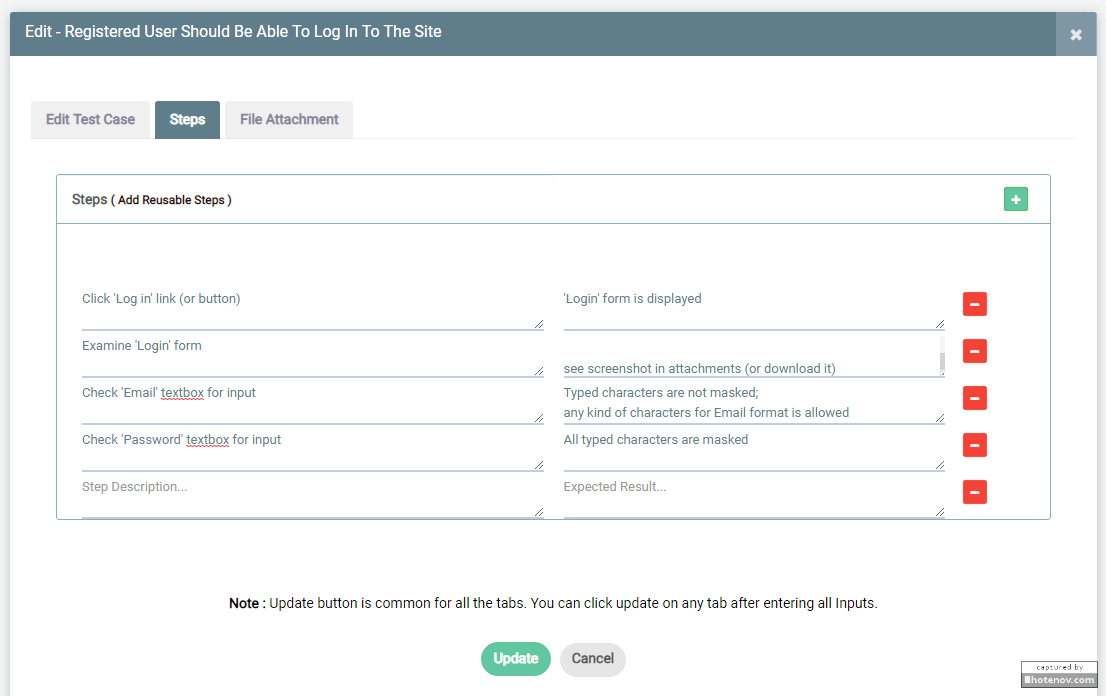 Edit - Registered User Should Be Able To Log In To The Site
Edit Test Case
Steps
File Attachment
Steps ( Add Reusable Steps )
Click 'Log in' link (or button)
'Login' form is displayed
Examine 'Login' form
see screenshot in attachments (or download it)
Check 'Email' textbox for input
Typed characters are not masked;
any kind of characters for Email format is allowed
Check 'Password' textbox for input
All typed characters are masked
Step Description...
Expected Result...
Note : Update button is common for all the tabs. You can click update on any tab after entering all Inputs.
Update
Cancel
captured by
hotenov.com